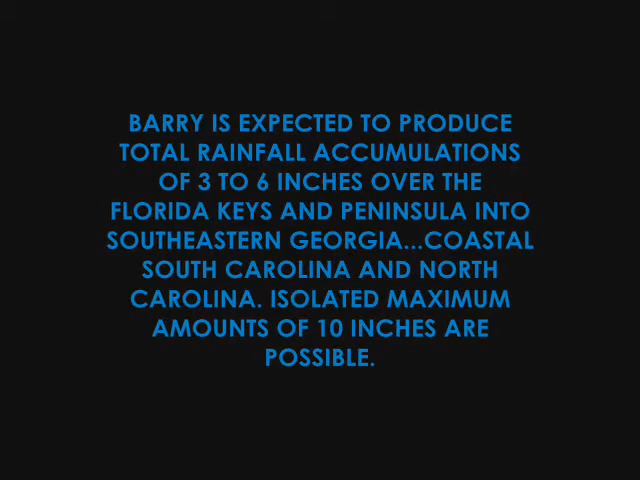 BARRY IS EXPECTED TO PRODUCE
TOTAL RAINFALL ACCUMULATIONS
OF 3 TO 6 INCHES OVER THE
FLORIDA KEYS AND PENINSULA INTO
SOUTHEASTERN GEORGIA...COASTAL
SOUTH CAROLINA AND NORTH
CAROLINA. ISOLATED MAXIMUM
AMOUNTS OF 10 INCHES ARE
POSSIBLE.